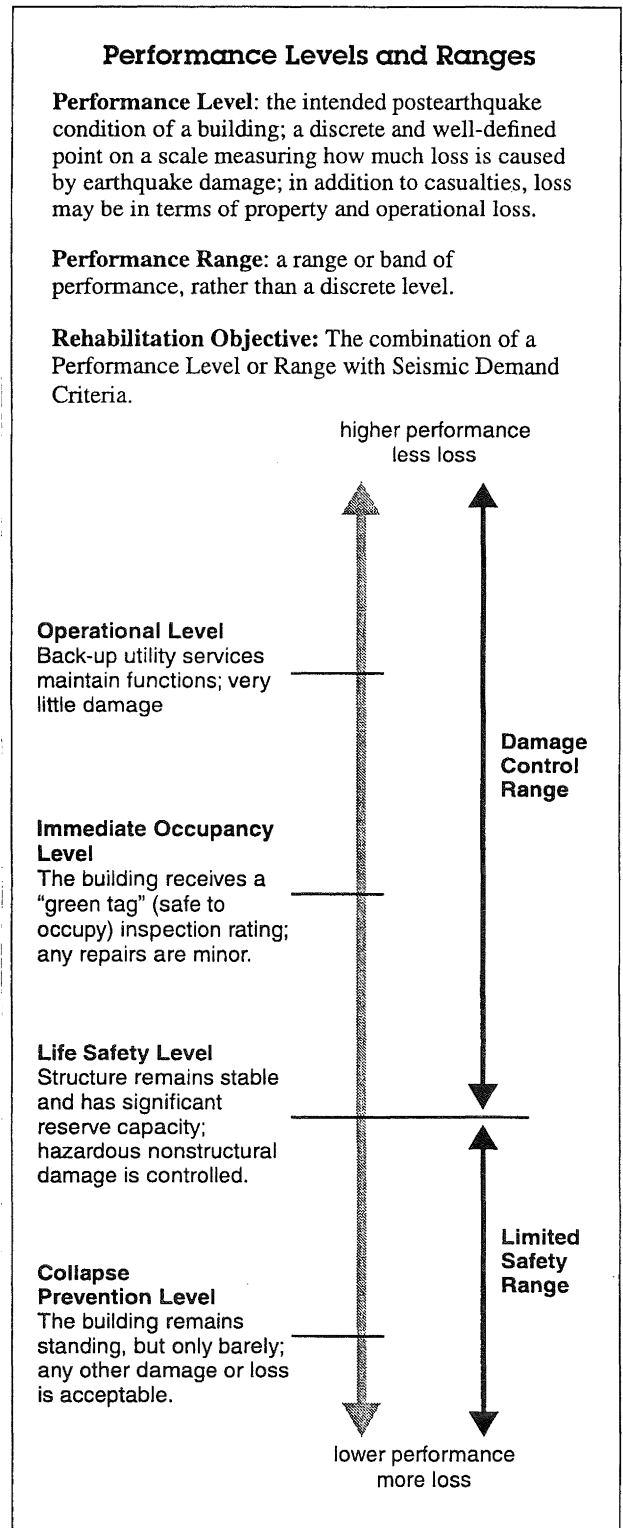 Performance Levels and Ranges
Performance Level: the intended postearthquake
condition of a building; a discrete and well-defined
point on a scale measuring how much loss is caused
by earthquake damage; in addition to casualties, loss
may be in terms of property and operational loss.
Performance Range: a range or band of
performance, rather than a discrete level.
Rehabilitation Objective: The combination of a
Performance Level or Range with Seismic Demand
Criteria.
higher performance
less loss
Operational Level
Back-up utility services
maintain functions; very
little damage
Damage
Control
Range
Immediate Occupancy
Level
The building receives a
“green tag” (safe to
occupy) inspection rating;
any repairs are minor.
Life Safety Level
Structure remains stable
and has significant
reserve capacity;
hazardous nonstructural
damage is controlled.
Limited
Safety
Range
Collapse
Prevention Level
The building remains
standing, but only barely;
any other damage or loss
is acceptable.
lower performance
more loss